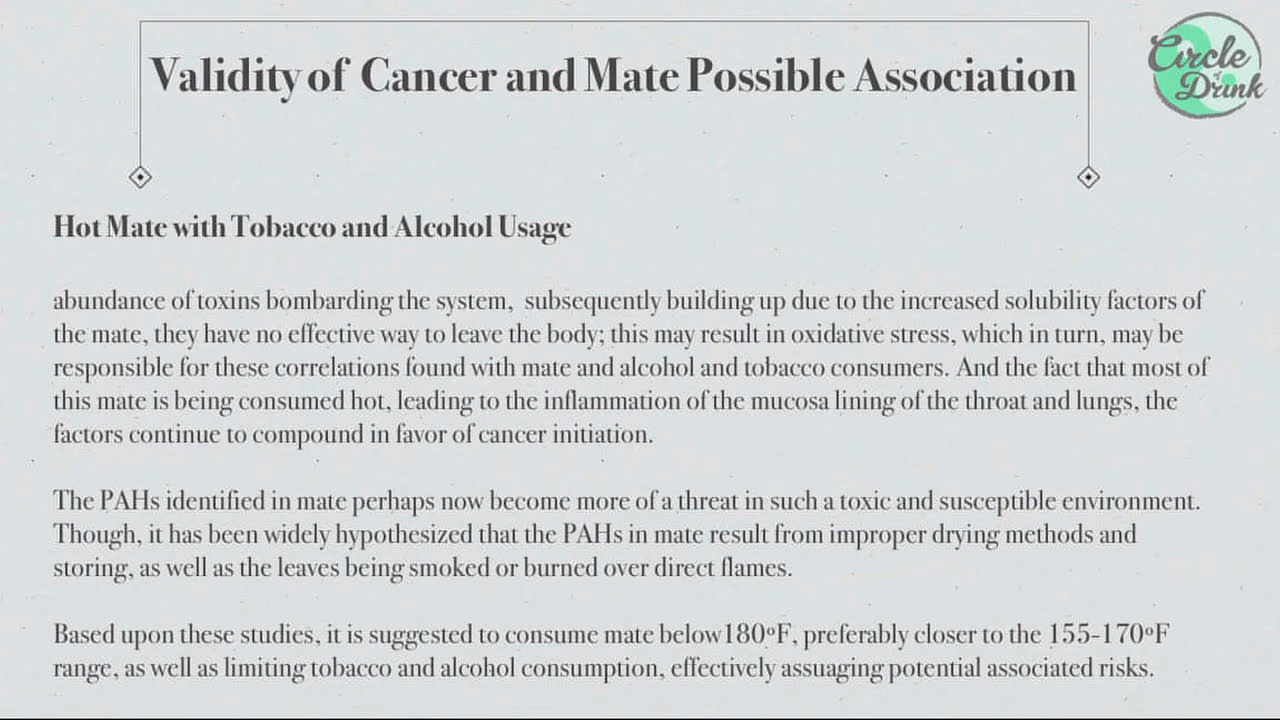 Validity of Cancer and Mate Possible Association
Circle
of
Drink
Hot Mate with Tobacco and Alcohol Usage
abundance of toxins bombarding the system, subsequently building up due to the increased solubility factors of
the mate, they have no effective way to leave the body; this may result in oxidative stress, which in turn, may be
responsible for these correlations found with mate and alcohol and tobacco consumers. And the fact that most of
this mate is being consumed hot, leading to the inflammation of the mucosa lining of the throat and lungs, the
factors continue to compound in favor of cancer initiation.
The PAHs identified in mate perhaps now become more of a threat in such a toxic and susceptible environment.
Though, it has been widely hypothesized that the PAHs in mate result from improper drying methods and
storing, as well as the leaves being smoked or burned over direct flames.
Based upon these studies, it is suggested to consume mate below180ºF, preferably closer to the 155-170ºF
range, as well as limiting tobacco and alcohol consumption, effectively assuaging potential associated risks.